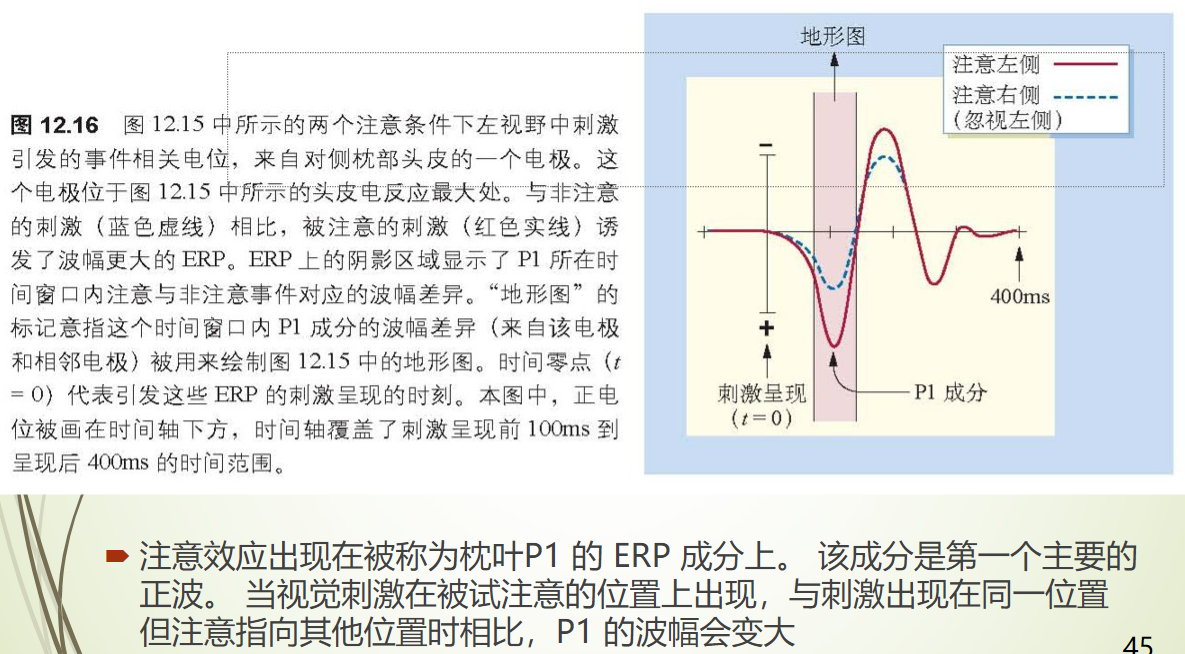 图 12.16 图 12.15 中所示的两个注意条件下左视野中刺激
引发的事件相关电位，来自对侧枕部头皮的一个电极。这
个电极位于图 12.15 中所示的头皮电反应最大处。与非注意
的刺激（蓝色虚线）相比，被注意的刺激（红色实线）诱
发了波幅更大的 ERP。ERP 上的阴影区域显示了 P1 所在时
间窗口内注意与非注意事件对应的波幅差异。“地形图”的
标记意指这个时间窗口内 P1 成分的波幅差异（来自该电极
和相邻电极）被用来绘制图 12.15 中的地形图。时间零点（t
= 0）代表引发这些 ERP 的刺激呈现的时刻。本图中，正电
位被画在时间轴下方，时间轴覆盖了刺激呈现前 100ms 到
呈现后 400ms 的时间范围。
地形图
注意左侧
注意右侧
(忽视左侧)
−
+
400ms
刺激呈现
(t = 0)
P1 成分
注意效应出现在被称为枕叶P1 的 ERP 成分上。 该成分是第一个主要的
正波。 当视觉刺激在被试注意的位置上出现，与刺激出现在同一位置
但注意指向其他位置时相比，P1 的波幅会变大
45